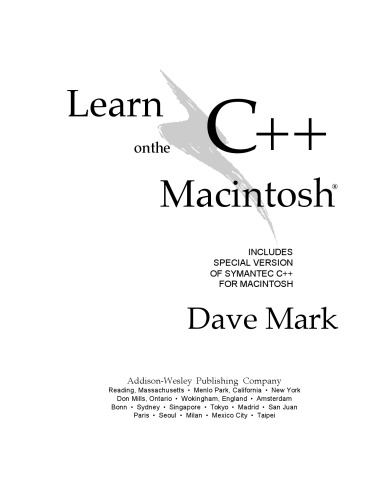 Learn C++
onthe
Macintosh®
INCLUDES
SPECIAL VERSION
OF SYMANTEC C++
FOR MACINTOSH
Dave Mark
Addison-Wesley Publishing Company
Reading, Massachusetts • Menlo Park, California • New York
Don Mills, Ontario • Wokingham, England • Amsterdam
Bonn • Sydney • Singapore • Tokyo • Madrid • San Juan
Paris • Seoul • Milan • Mexico City • Taipei